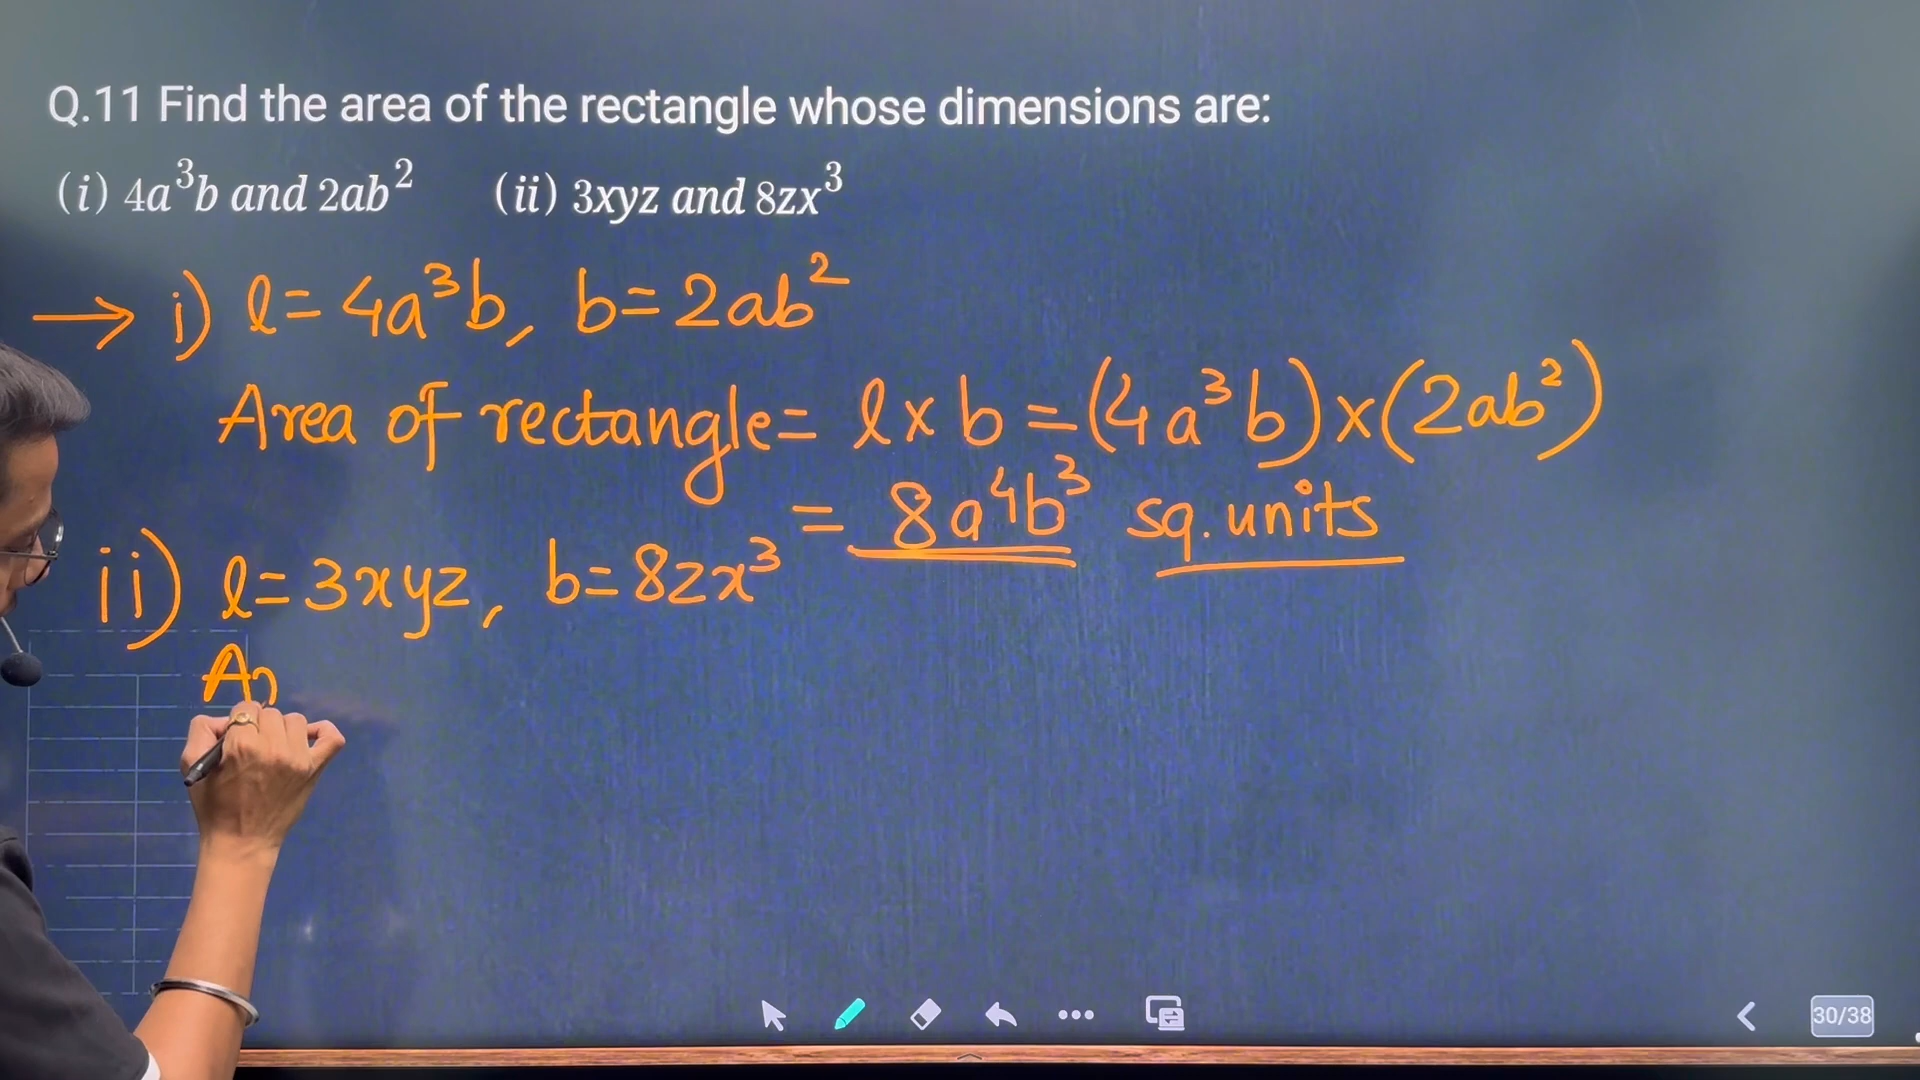 Q.11 Find the area of the rectangle whose dimensions are:
(i) 4a³b and 2ab² (ii) 3xyz and 8zx³
→ i) l = 4a³b, b = 2ab²
Area of rectangle = l × b = (4a³b) × (2ab²)
= 8a⁴b³ sq. units
ii) l = 3xyz, b = 8zx³
Ar
30/38